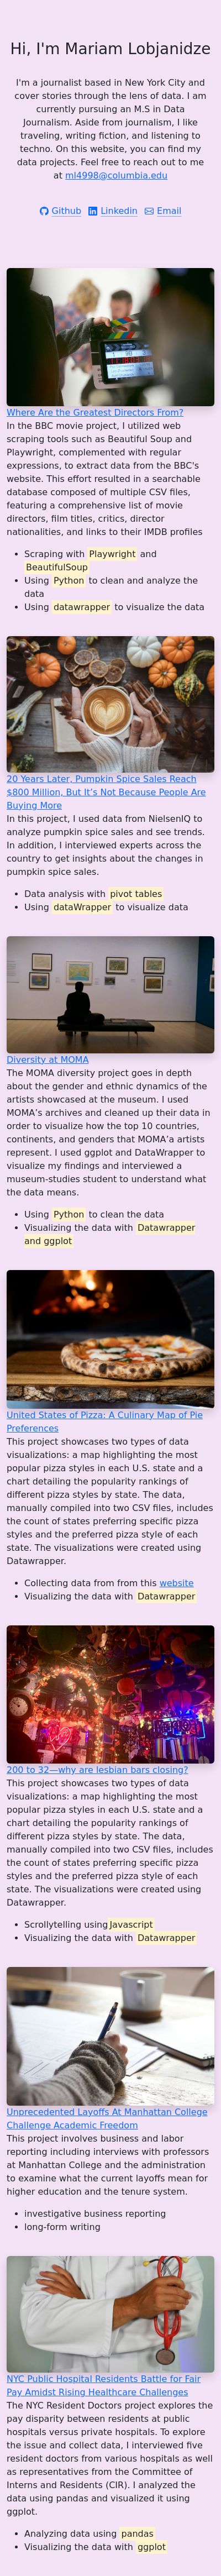 Hi, I'm Mariam Lobjanidze
I'm a journalist based in New York City and
cover stories through the lens of data. I am
currently pursuing an M.S in Data
Journalism. Aside from journalism, I like
traveling, writing fiction, and listening to
techno. On this website, you can find my
data projects. Feel free to reach out to me
at ml4998@columbia.edu
Github Linkedin Email
Where Are the Greatest Directors From?
In the BBC movie project, I utilized web
scraping tools such as Beautiful Soup and
Playwright, complemented with regular
expressions, to extract data from the BBC's
website. This effort resulted in a searchable
database composed of multiple CSV files,
featuring a comprehensive list of movie
directors, film titles, critics, director
nationalities, and links to their IMDB profiles
• Scraping with Playwright and
BeautifulSoup
• Using Python to clean and analyze the
data
• Using datawrapper to visualize the data
20 Years Later, Pumpkin Spice Sales Reach
$800 Million, But It’s Not Because People Are
Buying More
In this project, I used data from NielsenIQ to
analyze pumpkin spice sales and see trends.
In addition, I interviewed experts across the
country to get insights about the changes in
pumpkin spice sales.
• Data analysis with pivot tables
• Using dataWrapper to visualize data
Diversity at MOMA
The MOMA diversity project goes in depth
about the gender and ethnic dynamics of the
artists showcased at the museum. I used
MOMA’s archives and cleaned up their data in
order to visualize how the top 10 countries,
continents, and genders that MOMA’a artists
represent. I used ggplot and DataWrapper to
visualize my findings and interviewed a
museum-studies student to understand what
the data means.
• Using Python to clean the data
• Visualizing the data with Datawrapper
and ggplot
United States of Pizza: A Culinary Map of Pie
Preferences
This project showcases two types of data
visualizations: a map highlighting the most
popular pizza styles in each U.S. state and a
chart detailing the popularity rankings of
different pizza styles by state. The data,
manually compiled into two CSV files, includes
the count of states preferring specific pizza
styles and the preferred pizza style of each
state. The visualizations were created using
Datawrapper.
• Collecting data from from this website
• Visualizing the data with Datawrapper
200 to 32—why are lesbian bars closing?
This project showcases two types of data
visualizations: a map highlighting the most
popular pizza styles in each U.S. state and a
chart detailing the popularity rankings of
different pizza styles by state. The data,
manually compiled into two CSV files, includes
the count of states preferring specific pizza
styles and the preferred pizza style of each
state. The visualizations were created using
Datawrapper.
• Scrollytelling using Javascript
• Visualizing the data with Datawrapper
Unprecedented Layoffs At Manhattan College
Challenge Academic Freedom
This project involves business and labor
reporting including interviews with professors
at Manhattan College and the administration
to examine what the current layoffs mean for
higher education and the tenure system.
• investigative business reporting
• long-form writing
NYC Public Hospital Residents Battle for Fair
Pay Amidst Rising Healthcare Challenges
The NYC Resident Doctors project explores the
pay disparity between residents at public
hospitals versus private hospitals. To explore
the issue and collect data, I interviewed five
resident doctors from various hospitals as well
as representatives from the Committee of
Interns and Residents (CIR). I analyzed the
data using pandas and visualized it using
ggplot.
• Analyzing data using pandas
• Visualizing the data with ggplot